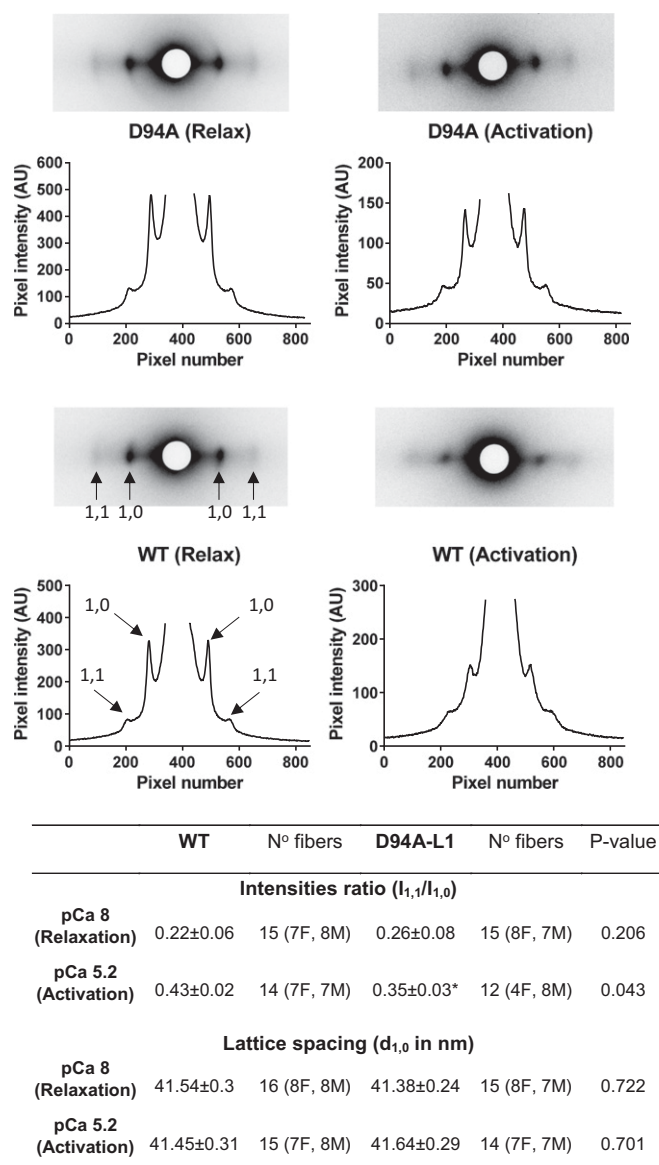 D94A (Relax)
D94A (Activation)
600
500
400
300
200
100
0
Pixel intensity (AU)
0 200 400 600 800
Pixel number
200
150
100
50
0
Pixel intensity (AU)
0 200 400 600 800
Pixel number
1,1 1,0 1,0 1,1
WT (Relax)
WT (Activation)
500
400
300
200
100
0
Pixel intensity (AU)
1,0 1,0
1,1 1,1
0 200 400 600 800
Pixel number
300
200
100
0
Pixel intensity (AU)
0 200 400 600 800
Pixel number
WT Nº fibers D94A-L1 Nº fibers P-value
Intensities ratio (I1,1/I1,0)
pCa 8
(Relaxation) 0.22±0.06 15 (7F, 8M) 0.26±0.08 15 (8F, 7M) 0.206
pCa 5.2
(Activation) 0.43±0.02 14 (7F, 7M) 0.35±0.03* 12 (4F, 8M) 0.043
Lattice spacing (d1,0 in nm)
pCa 8
(Relaxation) 41.54±0.3 16 (8F, 8M) 41.38±0.24 15 (8F, 7M) 0.722
pCa 5.2
(Activation) 41.45±0.31 15 (7F, 8M) 41.64±0.29 14 (7F, 7M) 0.701